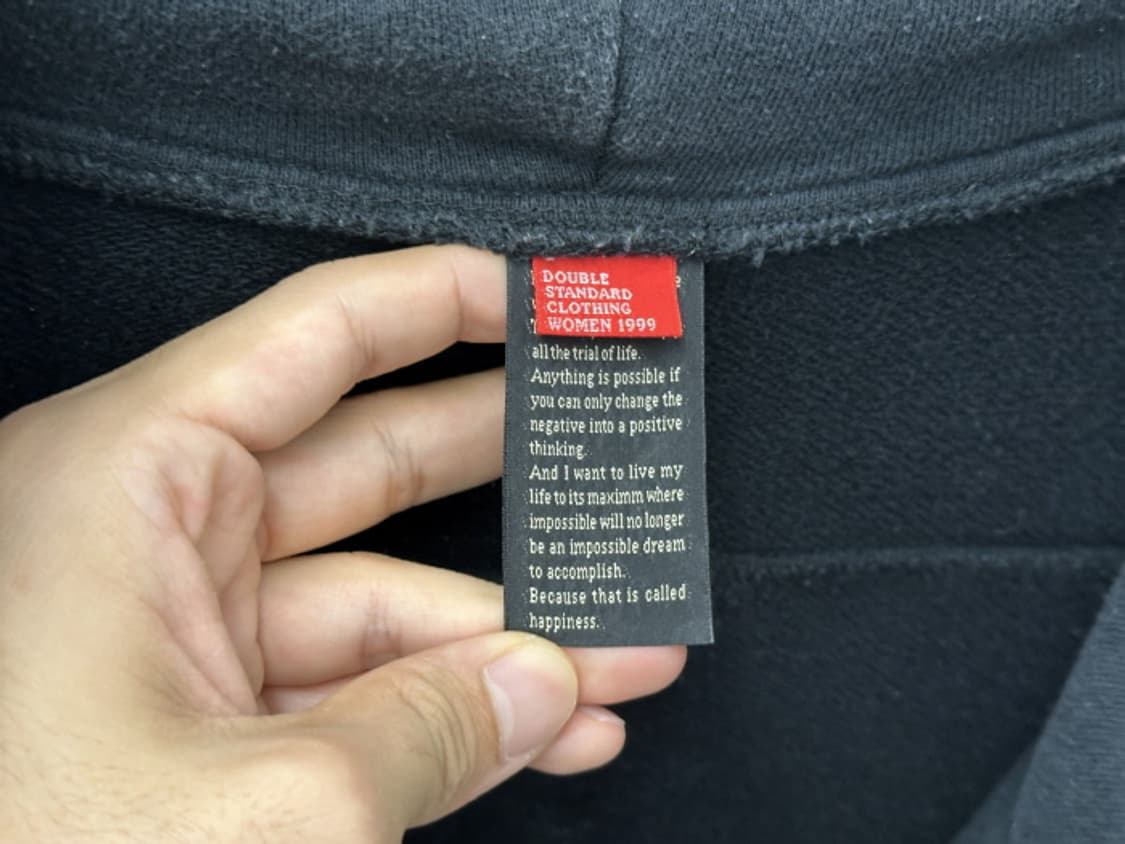 DOUBLE
STANDARD
CLOTHING
WOMEN 1999
all the trial of life.
Anything is possible if
you can only change the
negative into a positive
thinking.
And I want to live my
life to its maximm where
impossible will no longer
be an impossible dream
to accomplish.
Because that is called
happiness.